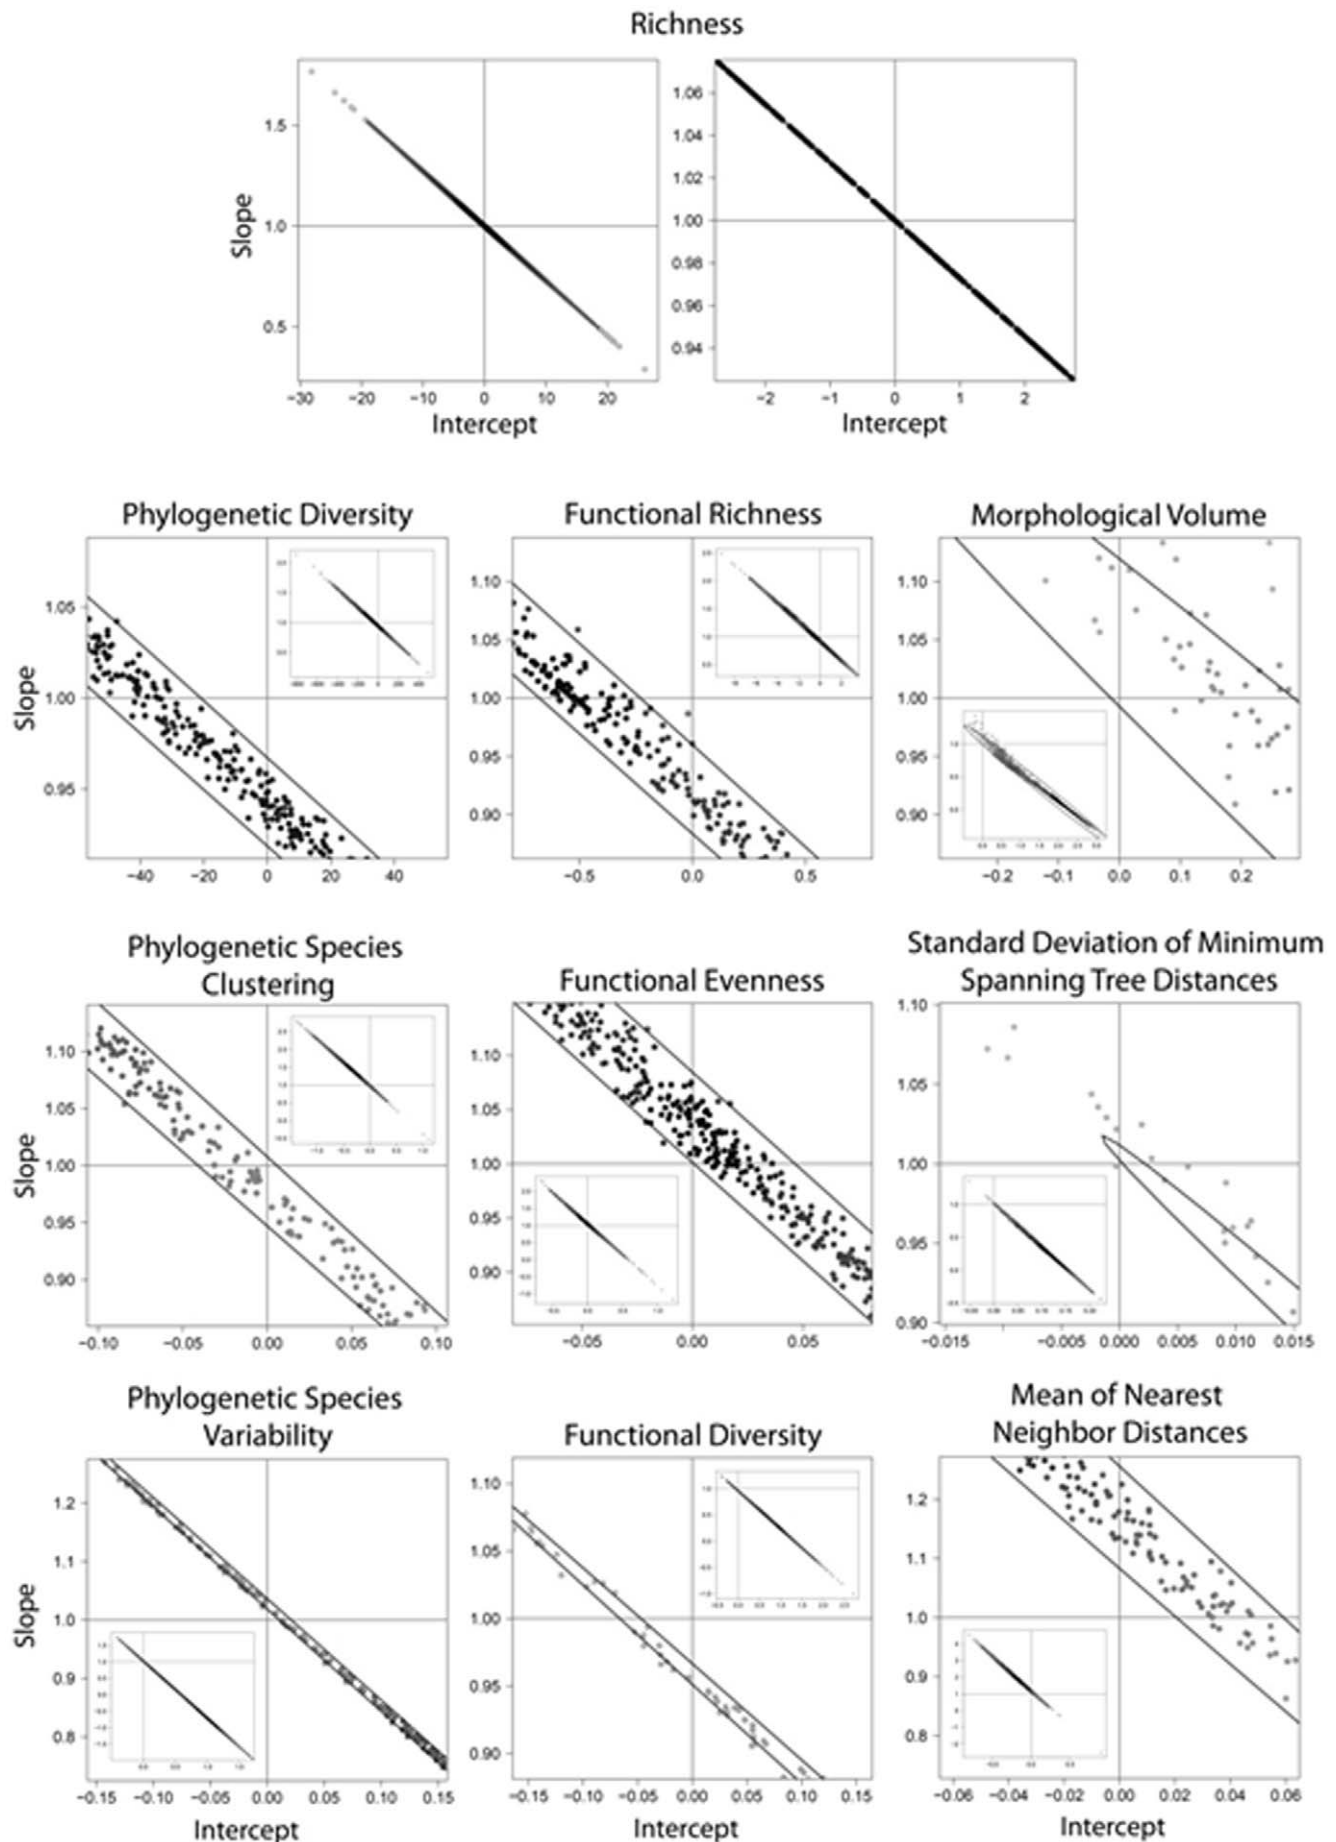 Richness
1.5
1.0
0.5
Slope
−30 −20 −10 0 10 20
Intercept
1.06
1.04
1.02
1.00
0.98
0.96
0.94
−2 −1 0 1 2
Intercept
Phylogenetic Diversity
1.05
1.00
0.95
Slope
−40 −20 0 20 40
Functional Richness
1.10
1.05
1.00
0.95
0.90
−0.5 0.0 0.5
Morphological Volume
1.10
1.05
1.00
0.95
0.90
−0.2 −0.1 0.0 0.1 0.2
Phylogenetic Species
Clustering
1.10
1.05
1.00
0.95
0.90
Slope
−0.10 −0.05 0.00 0.05 0.10
Functional Evenness
1.10
1.05
1.00
0.95
0.90
−0.05 0.00 0.05
Standard Deviation of Minimum
Spanning Tree Distances
1.10
1.05
1.00
0.95
0.90
−0.015 −0.005 0.000 0.005 0.010 0.015
Phylogenetic Species
Variability
1.2
1.1
1.0
0.9
0.8
Slope
−0.15 −0.10 −0.05 0.00 0.05 0.10 0.15
Intercept
Functional Diversity
1.10
1.05
1.00
0.95
0.90
−0.15 −0.10 −0.05 0.00 0.05 0.10 0.15
Intercept
Mean of Nearest
Neighbor Distances
1.2
1.1
1.0
0.9
0.8
−0.06 −0.04 −0.02 0.00 0.02 0.04 0.06
Intercept